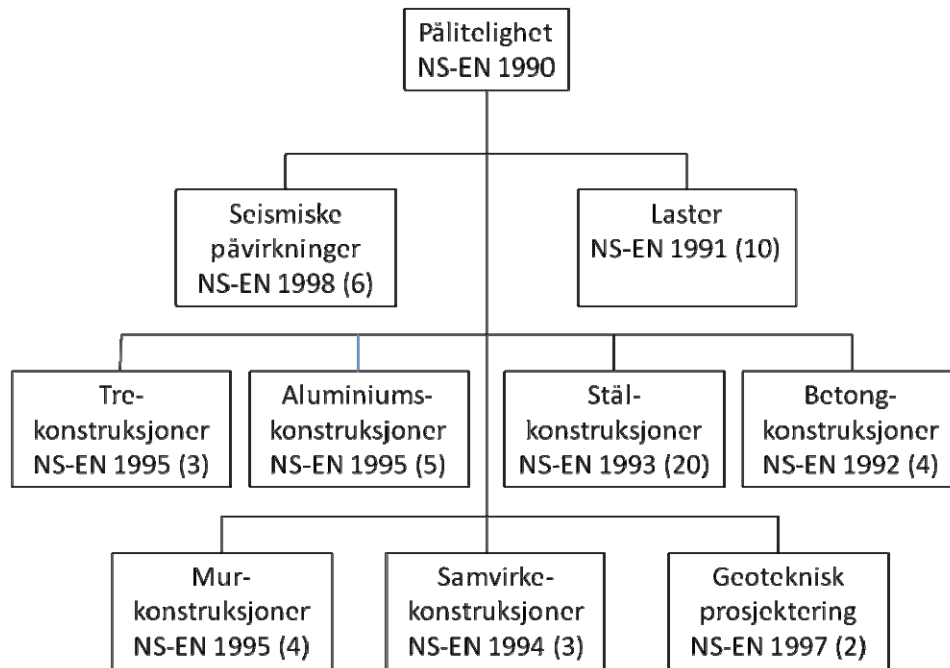 Pålitelighet
NS-EN 1990
Seismiske
påvirkninger
NS-EN 1998 (6)
Laster
NS-EN 1991 (10)
Tre-
konstruksjoner
NS-EN 1995 (3)
Aluminiums-
konstruksjoner
NS-EN 1995 (5)
Stål-
konstruksjoner
NS-EN 1993 (20)
Betong-
konstruksjoner
NS-EN 1992 (4)
Mur-
konstruksjoner
NS-EN 1995 (4)
Samvirke-
konstruksjoner
NS-EN 1994 (3)
Geoteknisk
prosjektering
NS-EN 1997 (2)